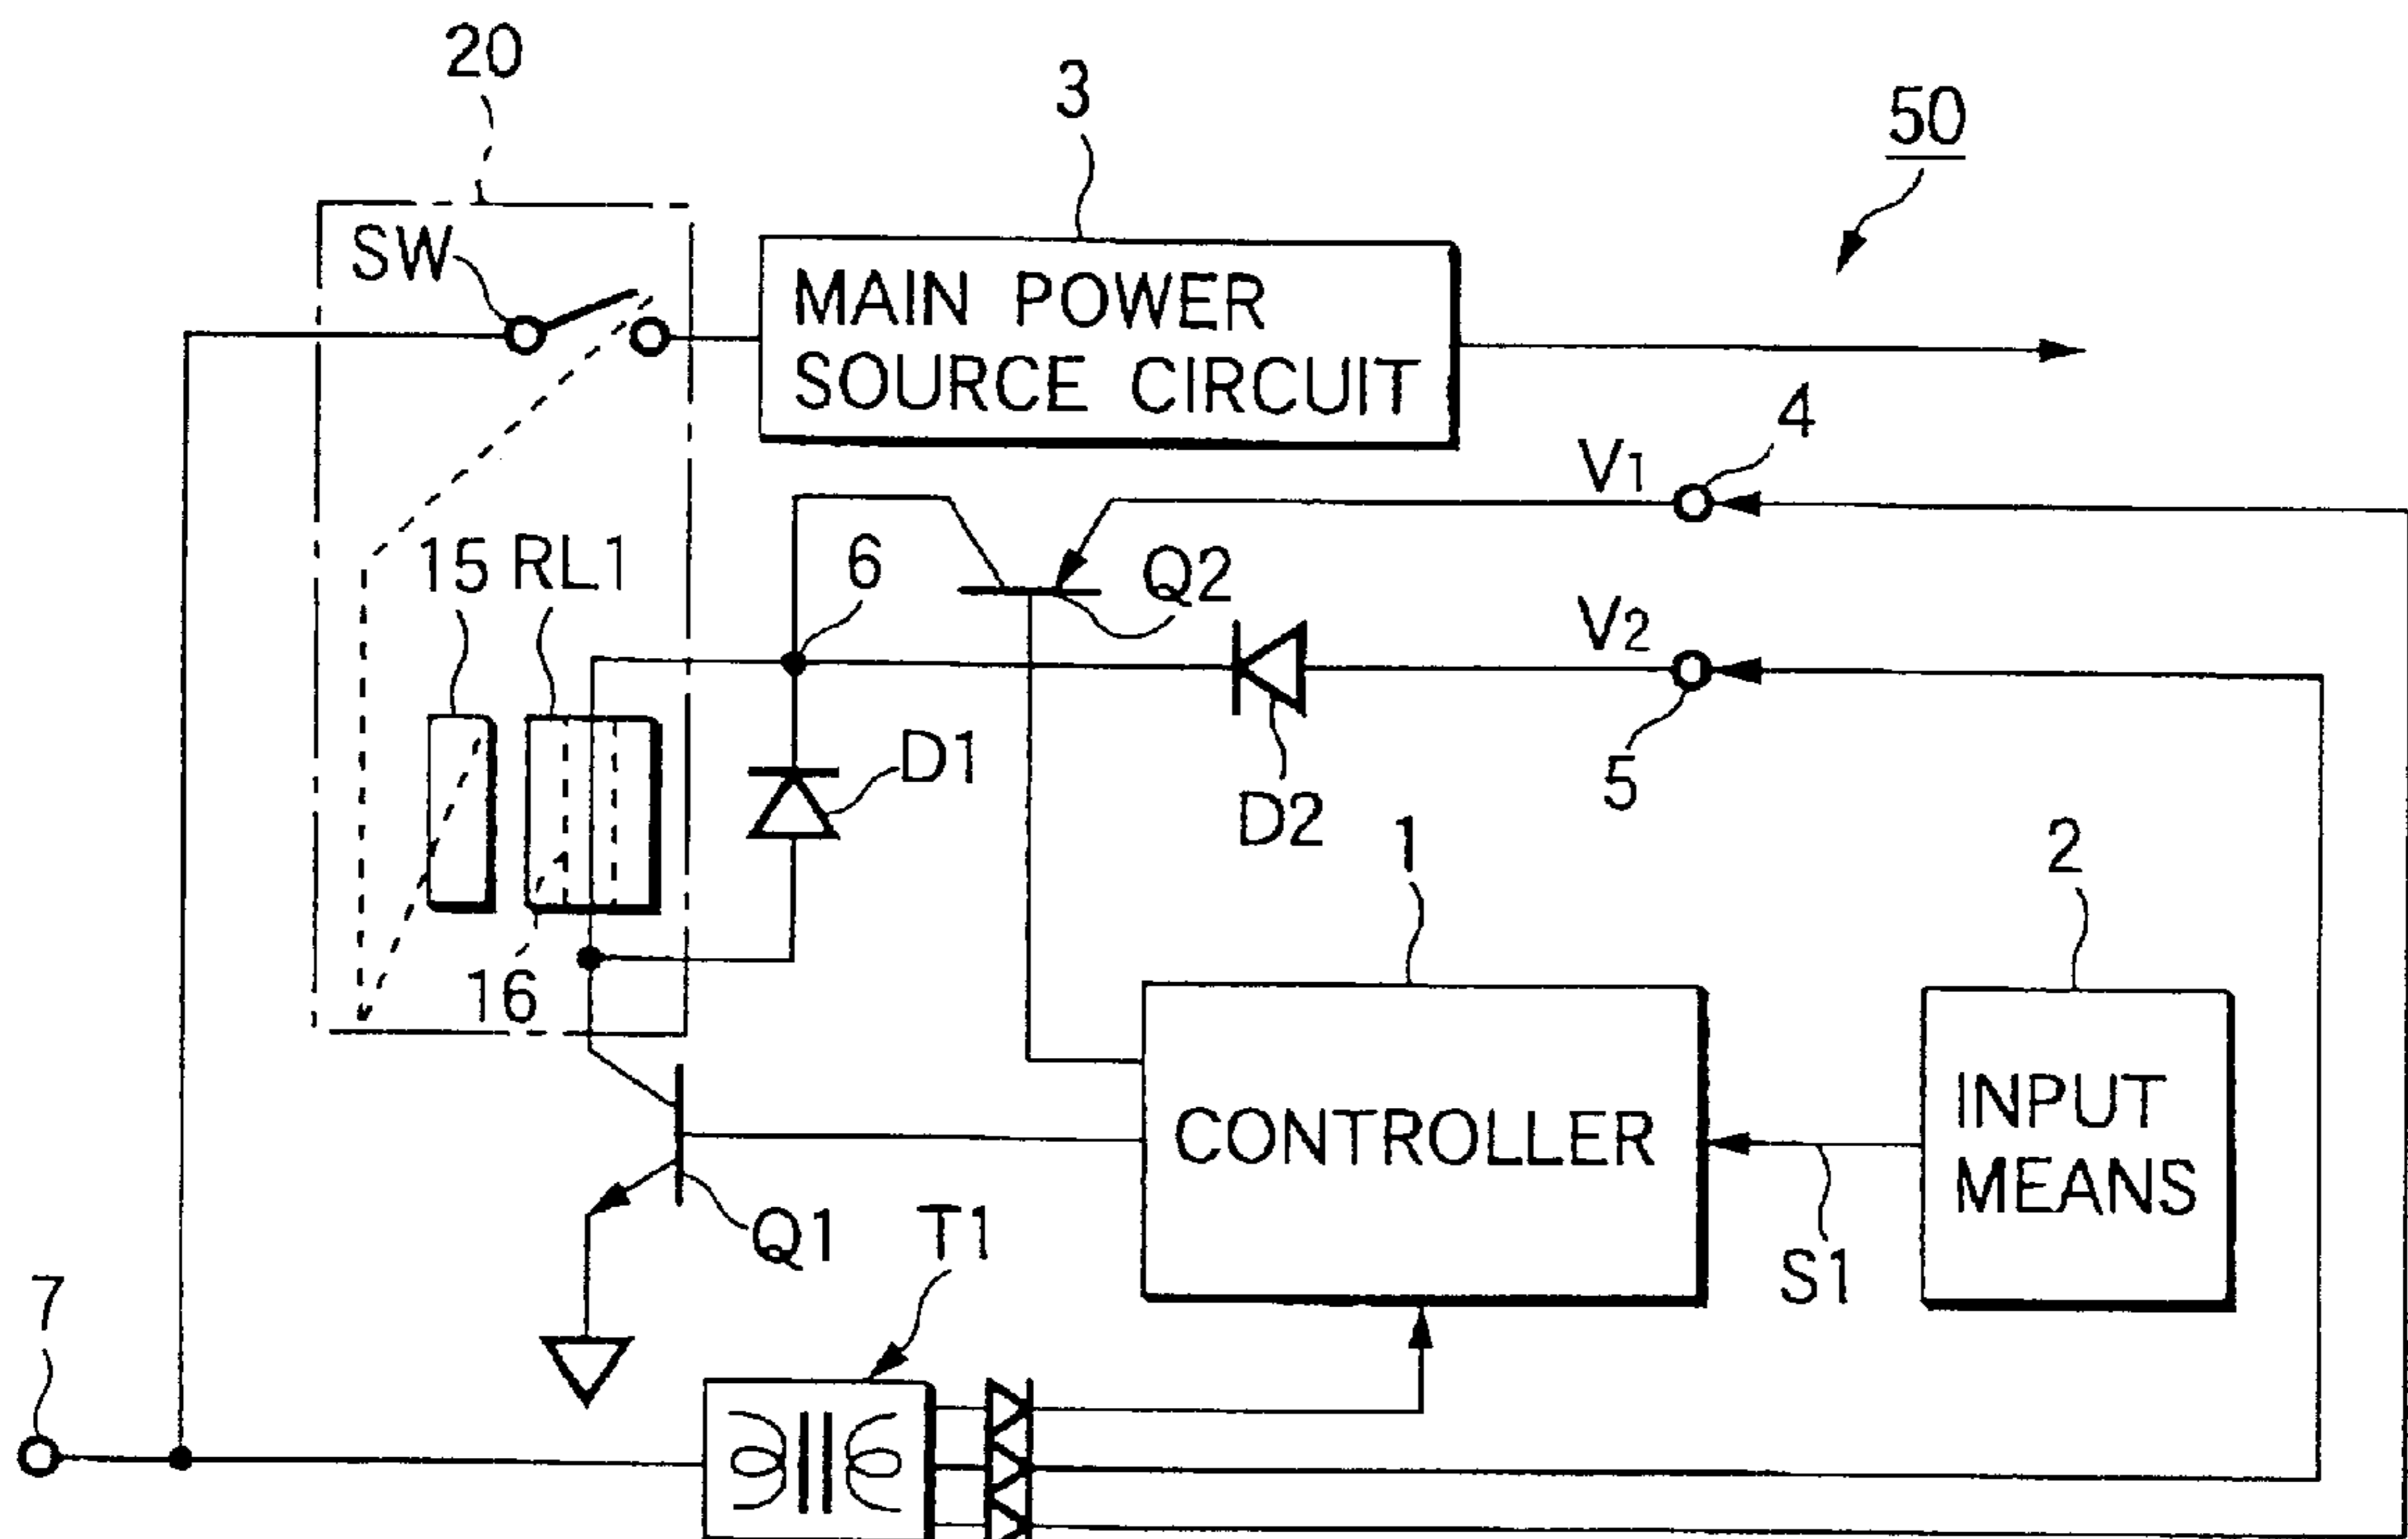 20
3
50
SW
MAIN POWER
SOURCE CIRCUIT
4
V1
15 RL1
6
Q2
V2
5
D1
D2
1
2
16
CONTROLLER
INPUT
MEANS
S1
Q1
T1
7